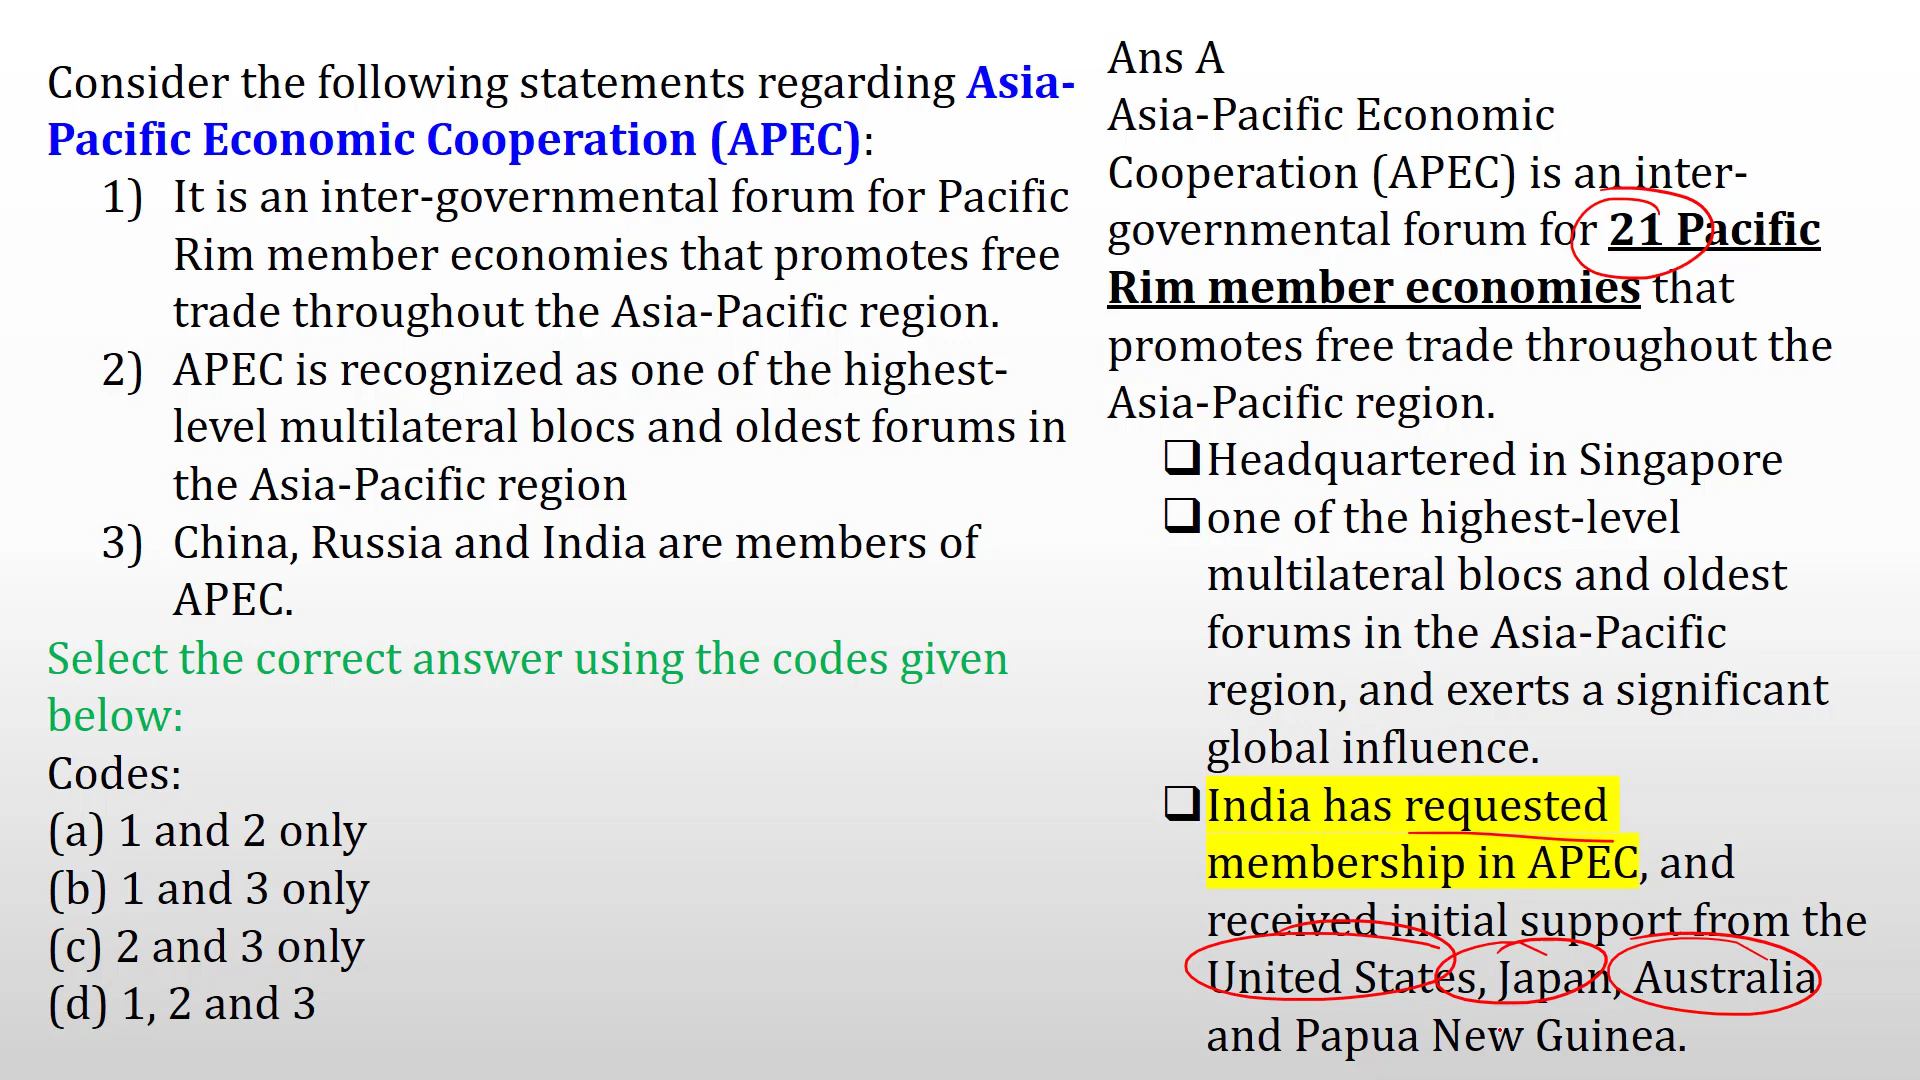 Consider the following statements regarding Asia-
Pacific Economic Cooperation (APEC):
1) It is an inter-governmental forum for Pacific
Rim member economies that promotes free
trade throughout the Asia-Pacific region.
2) APEC is recognized as one of the highest-
level multilateral blocs and oldest forums in
the Asia-Pacific region
3) China, Russia and India are members of
APEC.
Select the correct answer using the codes given
below:
Codes:
(a) 1 and 2 only
(b) 1 and 3 only
(c) 2 and 3 only
(d) 1, 2 and 3
Ans A
Asia-Pacific Economic
Cooperation (APEC) is an inter-
governmental forum for 21 Pacific
Rim member economies that
promotes free trade throughout the
Asia-Pacific region.
❑Headquartered in Singapore
❑one of the highest-level
multilateral blocs and oldest
forums in the Asia-Pacific
region, and exerts a significant
global influence.
❑India has requested
membership in APEC, and
received initial support from the
United States, Japan, Australia
and Papua New Guinea.